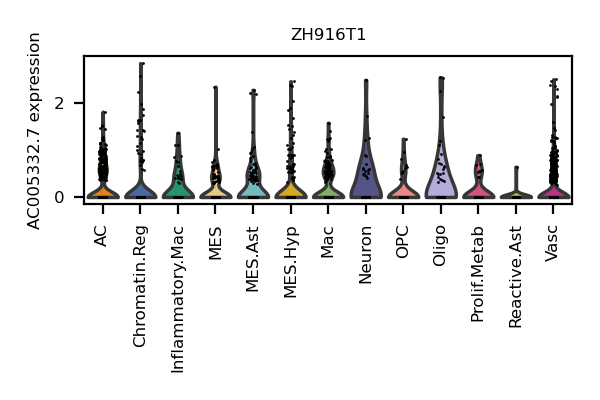 ZH916T1
AC005332.7 expression
2
0
AC
Chromatin.Reg
Inflammatory.Mac
MES
MES.Ast
MES.Hyp
Mac
Neuron
OPC
Oligo
Prolif.Metab
Reactive.Ast
Vasc